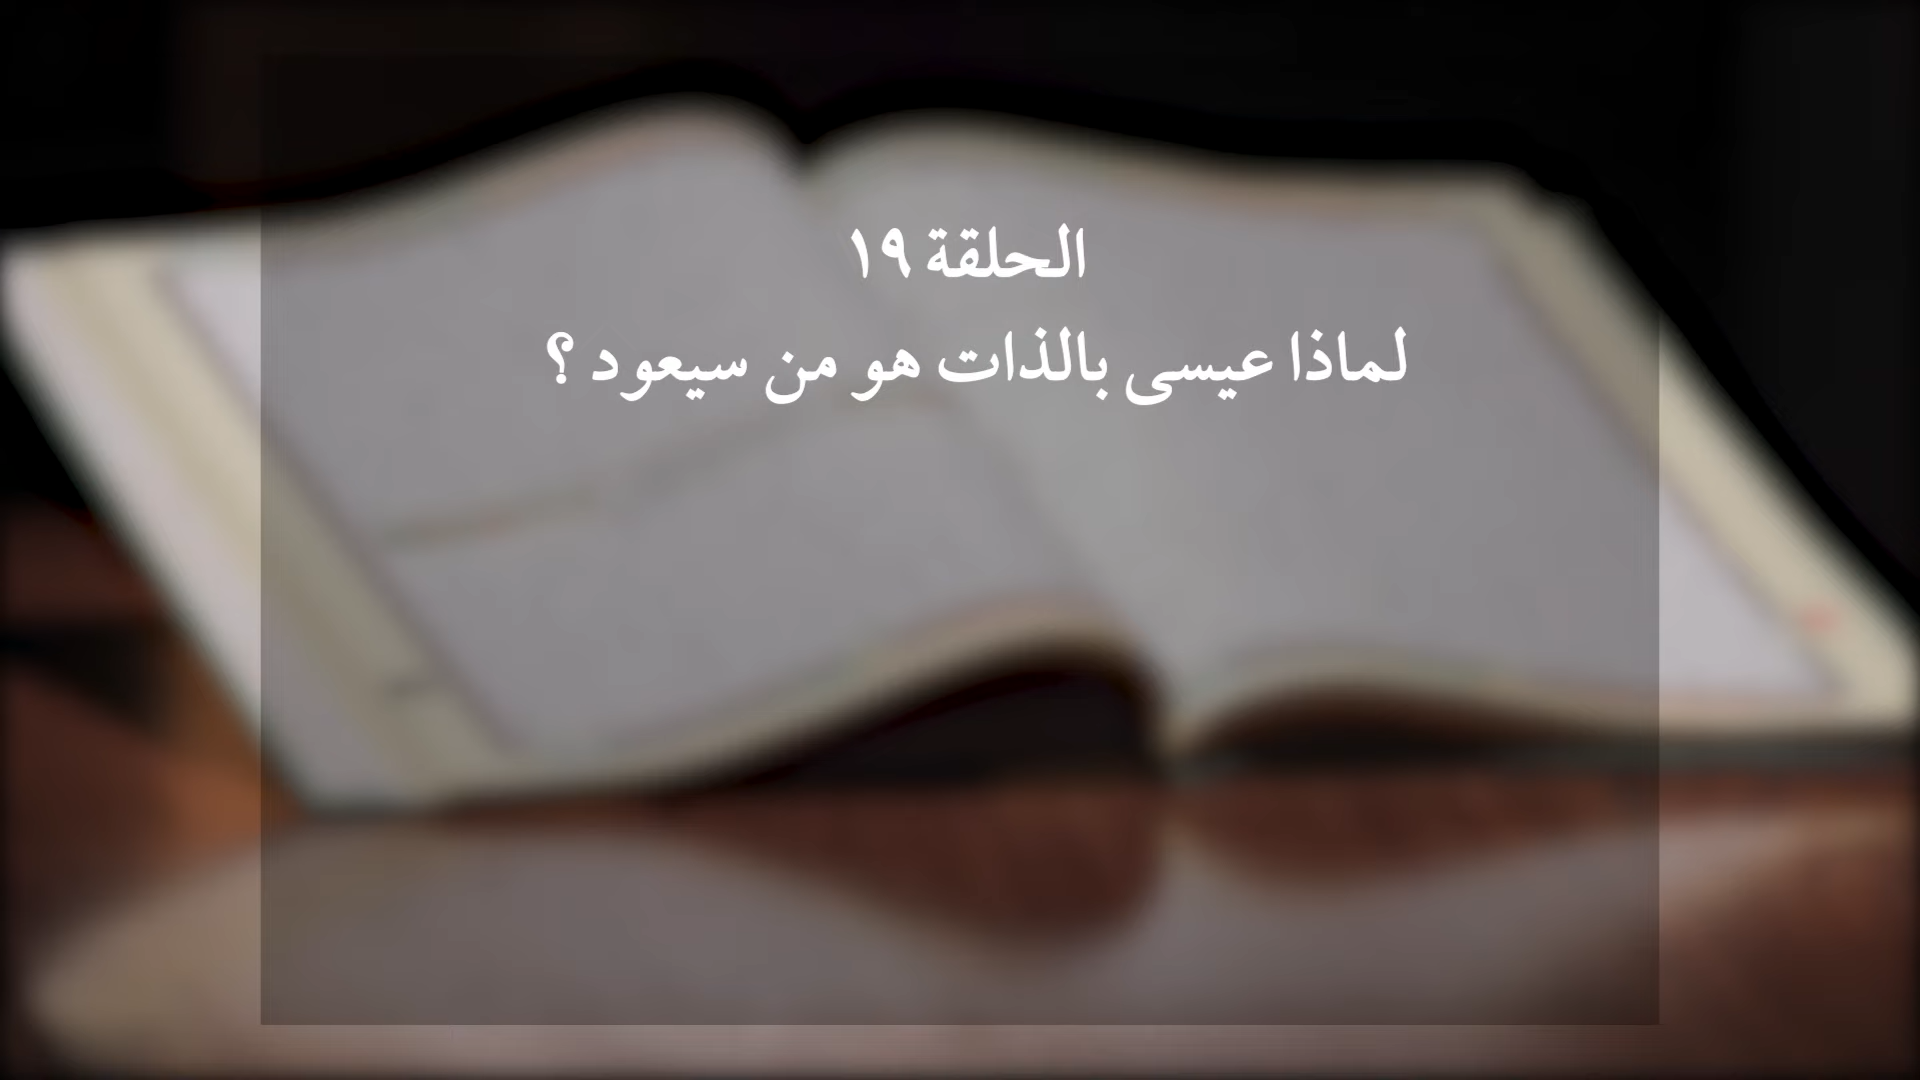 الحلقة ١٩
لماذا عيسى بالذات هو من سيعود ؟